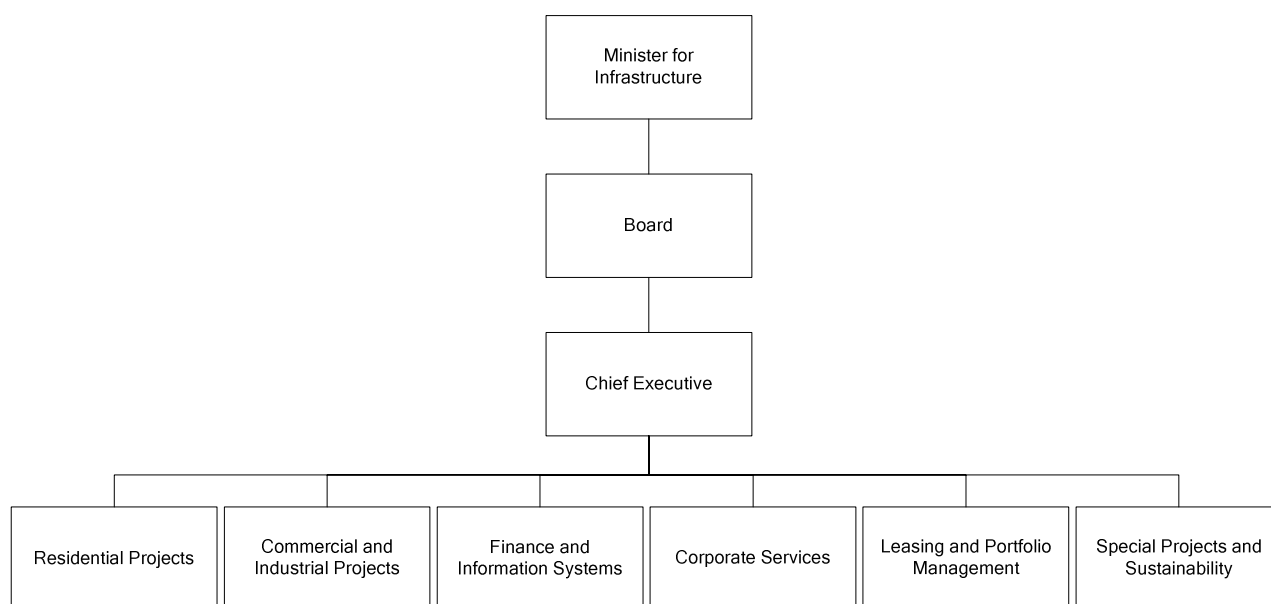 Minister for
Infrastructure
Board
Chief Executive
Residential Projects
Commercial and
Industrial Projects
Finance and
Information Systems
Corporate Services
Leasing and Portfolio
Management
Special Projects and
Sustainability